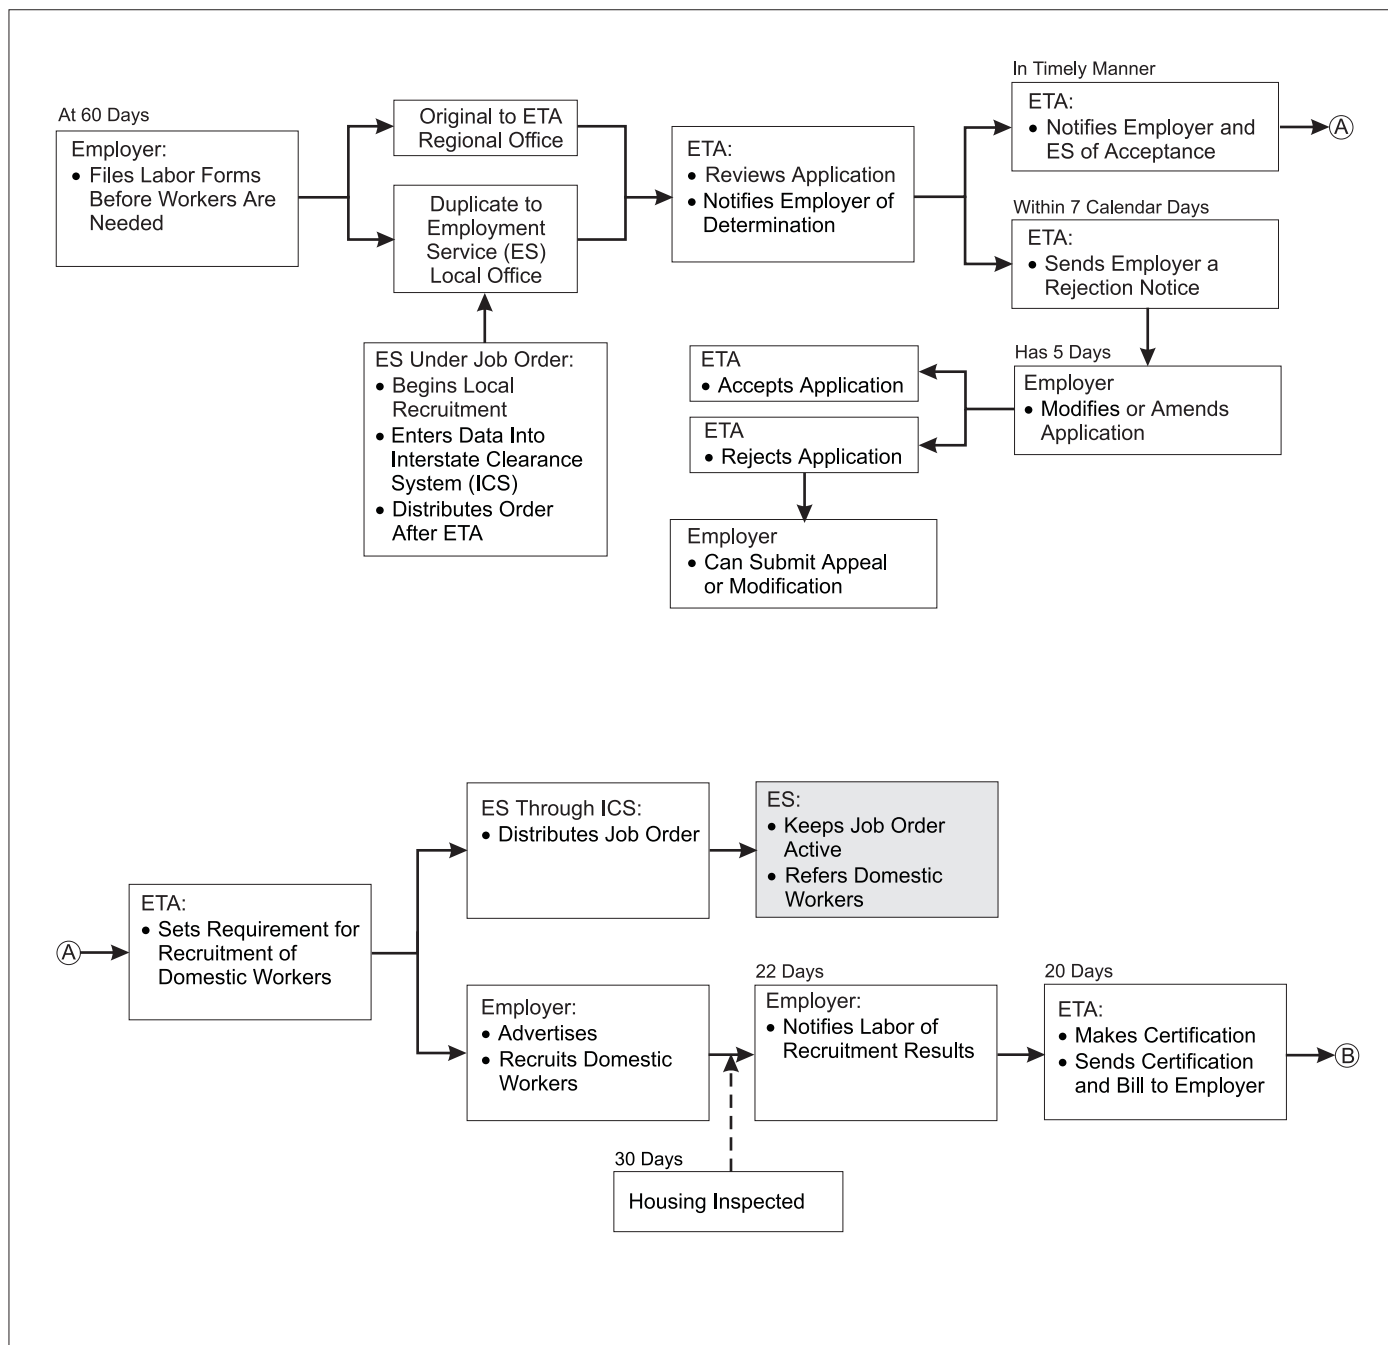 At 60 Days
Employer:
• Files Labor Forms
Before Workers Are
Needed
Original to ETA
Regional Office
Duplicate to
Employment
Service (ES)
Local Office
ES Under Job Order:
• Begins Local
Recruitment
• Enters Data Into
Interstate Clearance
System (ICS)
• Distributes Order
After ETA
ETA:
• Reviews Application
• Notifies Employer of
Determination
In Timely Manner
ETA:
• Notifies Employer and
ES of Acceptance
A
Within 7 Calendar Days
ETA:
• Sends Employer a
Rejection Notice
Has 5 Days
Employer
• Modifies or Amends
Application
ETA
• Accepts Application
ETA
• Rejects Application
Employer
• Can Submit Appeal
or Modification
A
ETA:
• Sets Requirement for
Recruitment of
Domestic Workers
ES Through ICS:
• Distributes Job Order
ES:
• Keeps Job Order
Active
• Refers Domestic
Workers
Employer:
• Advertises
• Recruits Domestic
Workers
30 Days
Housing Inspected
22 Days
Employer:
• Notifies Labor of
Recruitment Results
20 Days
ETA:
• Makes Certification
• Sends Certification
and Bill to Employer
B